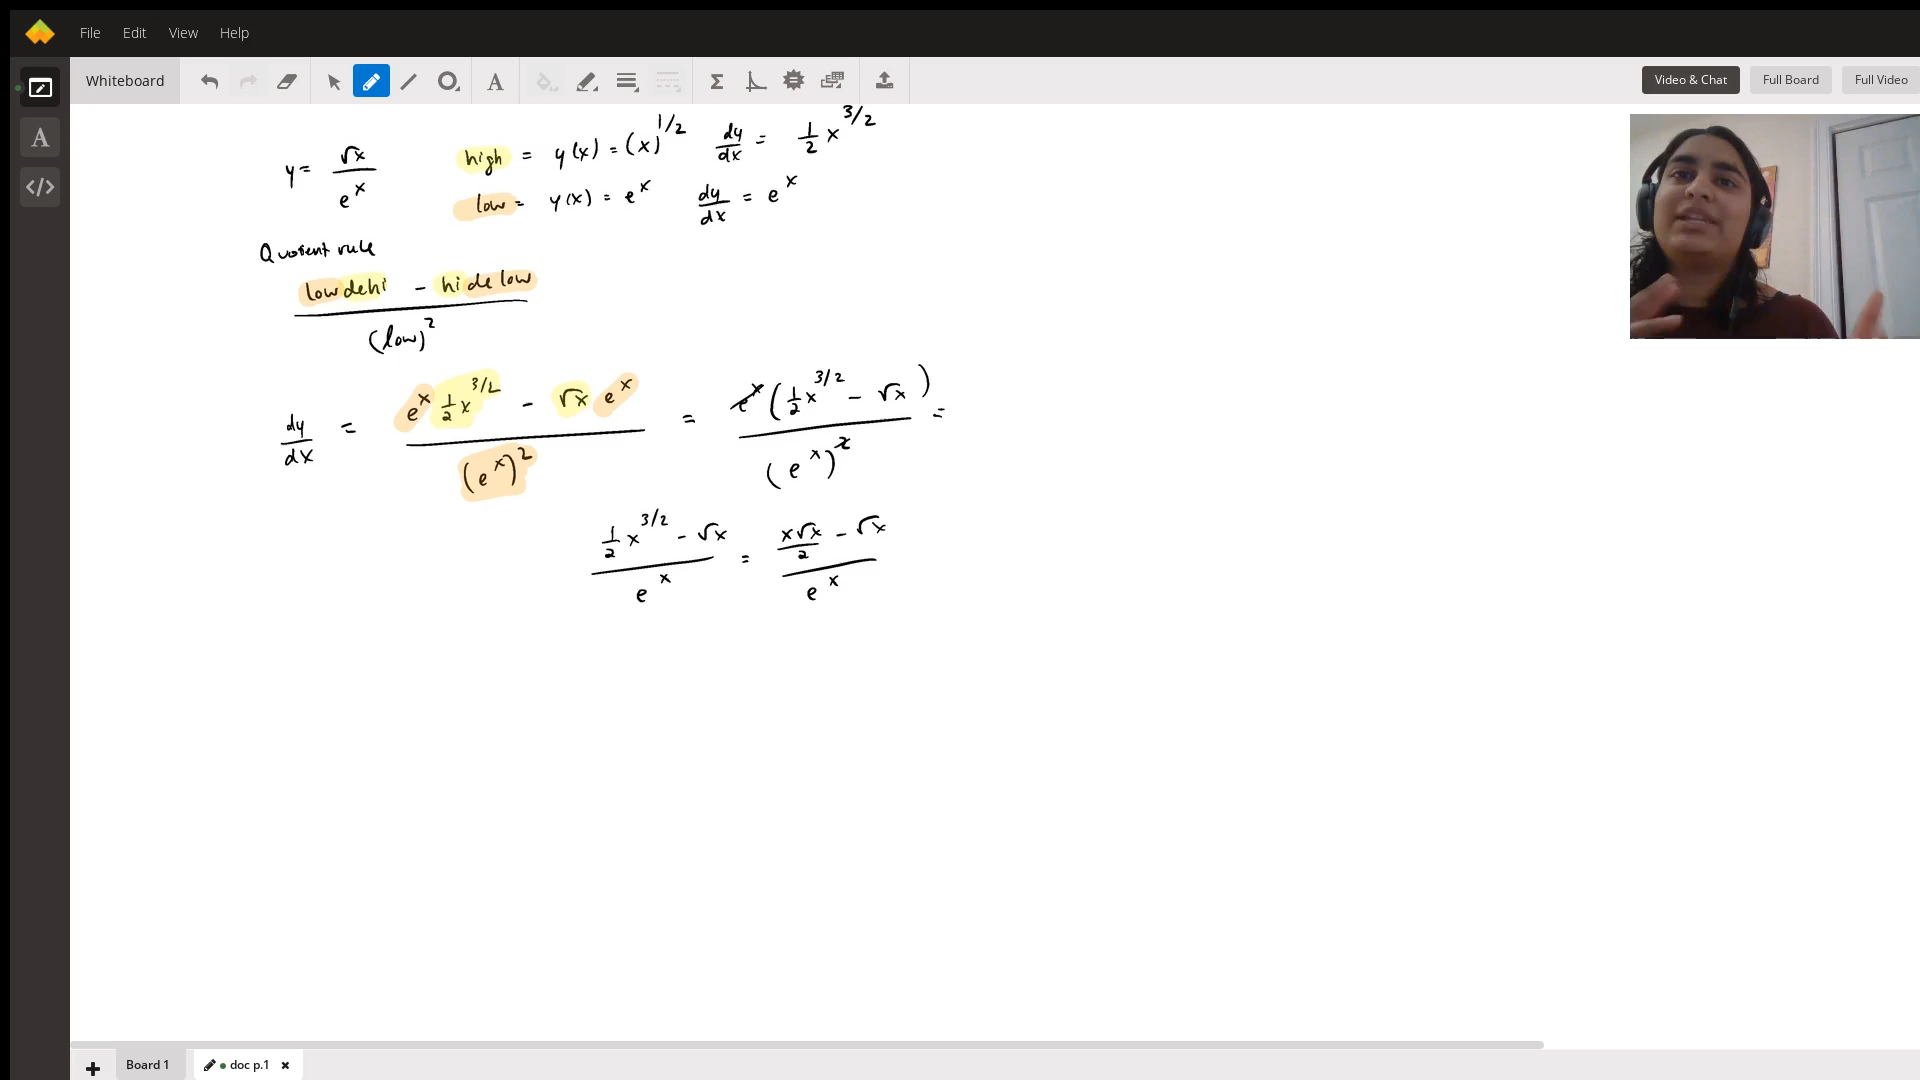 File Edit View Help
Whiteboard A Σ Video & Chat Full Board Full Video
A
</>
y = √x / e^x high = y(x) = (x)^1/2 dy/dx = 1/2 x^3/2
low = y(x) = e^x dy/dx = e^x
Quotient rule
low dehi - hi de low
(low)^2
dy/dx = e^x 1/2 x^3/2 - √x e^x / (e^x)^2 = e^x (1/2 x^3/2 - √x) / (e^x)^2 =
1/2 x^3/2 - √x / e^x = x√x/2 - √x / e^x
+ Board 1 doc p.1 ×